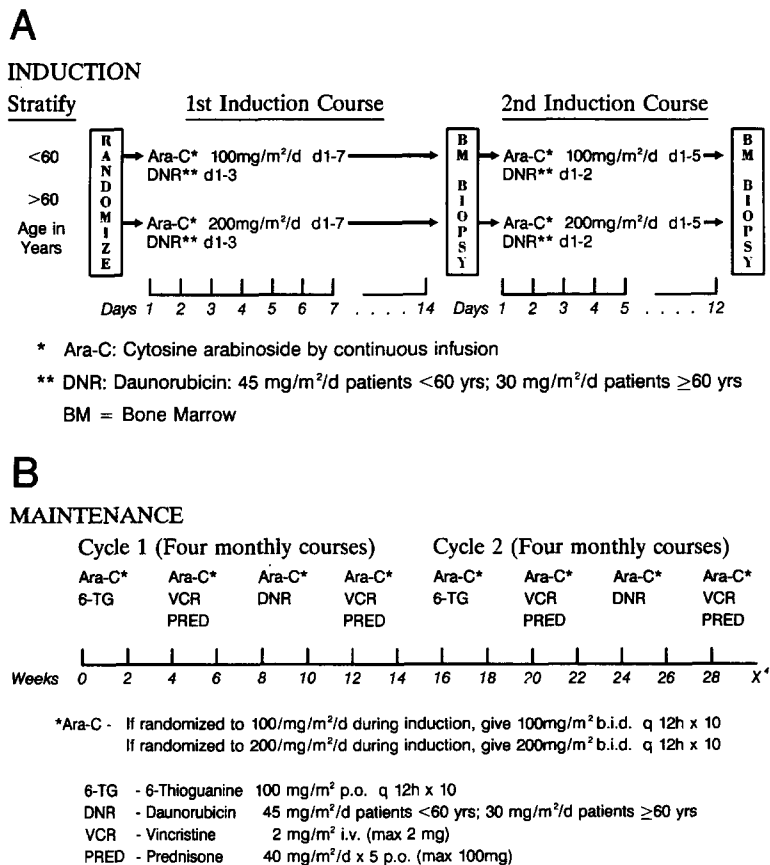 A
INDUCTION
Stratify 1st Induction Course 2nd Induction Course
<60
>60
Age in
Years
RANDOMIZE
Ara-C* 100mg/m²/d d1-7
DNR** d1-3
Ara-C* 200mg/m²/d d1-7
DNR** d1-3
BM BIOPSY
Ara-C* 100mg/m²/d d1-5
DNR** d1-2
Ara-C* 200mg/m²/d d1-5
DNR** d1-2
BM BIOPSY
Days 1 2 3 4 5 6 7 . . . . . 14 1 2 3 4 5 . . . . . 12
* Ara-C: Cytosine arabinoside by continuous infusion
** DNR: Daunorubicin: 45 mg/m²/d patients <60 yrs; 30 mg/m²/d patients ≥60 yrs
BM = Bone Marrow
B
MAINTENANCE
Cycle 1 (Four monthly courses) Cycle 2 (Four monthly courses)
Ara-C* Ara-C* Ara-C* Ara-C* Ara-C* Ara-C* Ara-C* Ara-C*
6-TG VCR DNR VCR 6-TG VCR DNR VCR
PRED PRED PRED PRED
Weeks 0 2 4 6 8 10 12 14 16 18 20 22 24 26 28 X⁴
*Ara-C - If randomized to 100/mg/m²/d during induction, give 100mg/m² b.i.d. q 12h x 10
If randomized to 200/mg/m²/d during induction, give 200mg/m² b.i.d. q 12h x 10
6-TG - 6-Thioguanine 100 mg/m² p.o. q 12h x 10
DNR - Daunorubicin 45 mg/m²/d patients <60 yrs; 30 mg/m²/d patients ≥60 yrs
VCR - Vincristine 2 mg/m² i.v. (max 2 mg)
PRED - Prednisone 40 mg/m²/d x 5 p.o. (max 100mg)